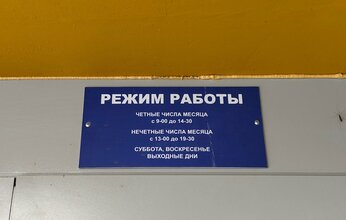 РЕЖИМ РАБОТЫ
ЧЕТНЫЕ ЧИСЛА МЕСЯЦА
с 9-00 до 14-30
НЕЧЕТНЫЕ ЧИСЛА МЕСЯЦА
с 13-00 до 19-30
СУББОТА, ВОСКРЕСЕНЬЕ
ВЫХОДНЫЕ ДНИ